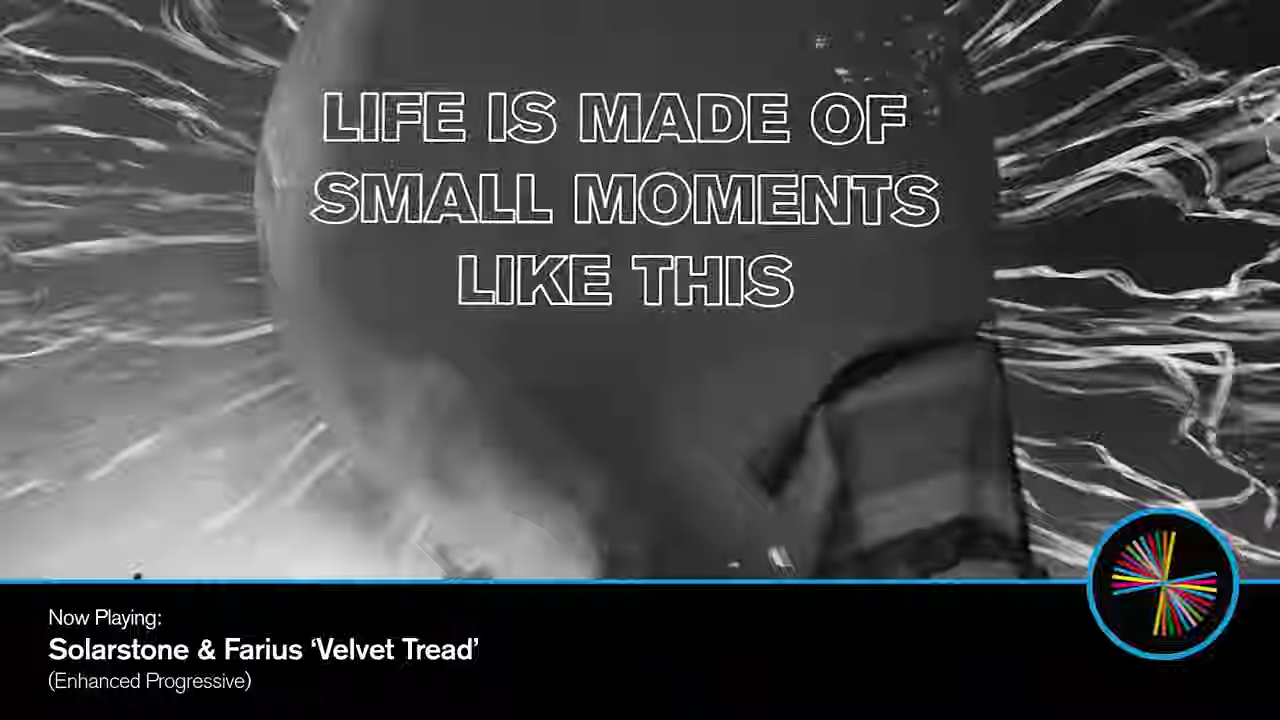 LIFE IS MADE OF
SMALL MOMENTS
LIKE THIS
Now Playing:
Solarstone & Farius ‘Velvet Tread’
(Enhanced Progressive)